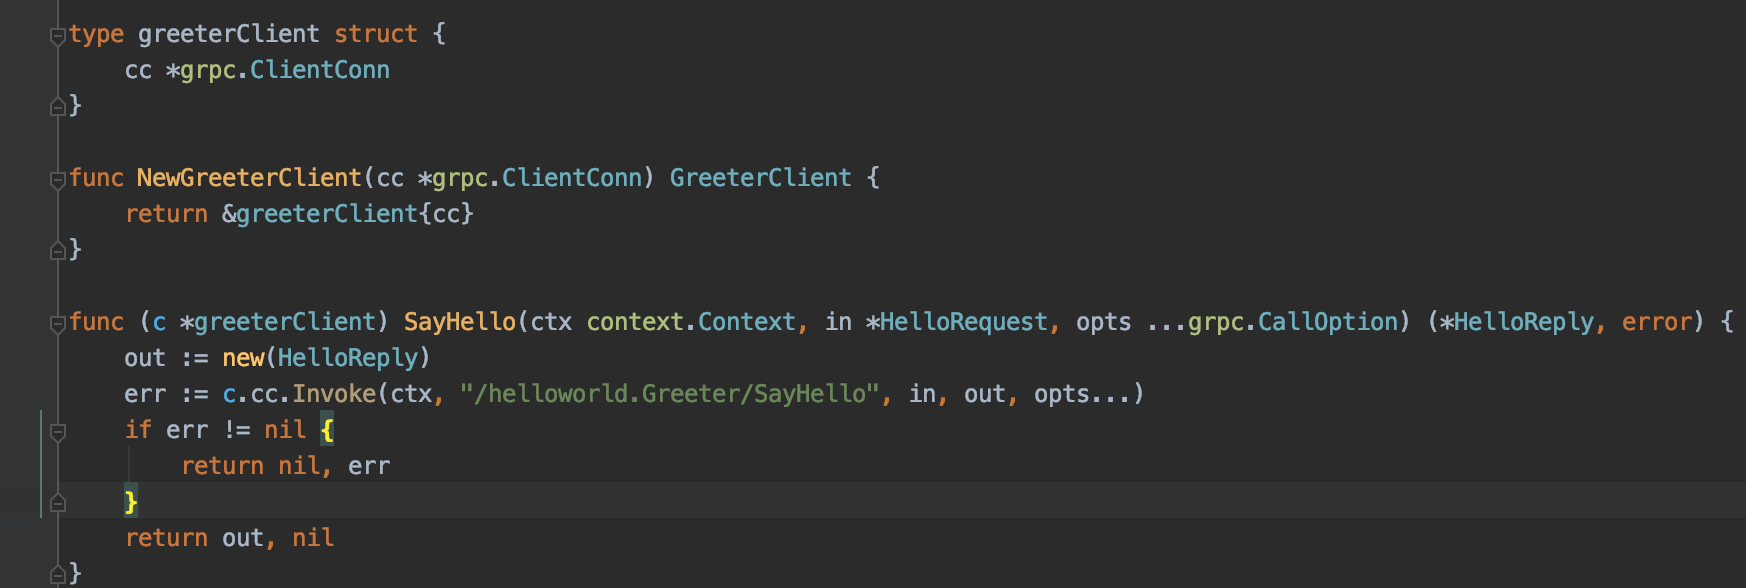 type greeterClient struct {
    cc *grpc.ClientConn
}
func NewGreeterClient(cc *grpc.ClientConn) GreeterClient {
    return &greeterClient{cc}
}
func (c *greeterClient) SayHello(ctx context.Context, in *HelloRequest, opts ...grpc.CallOption) (*HelloReply, error) {
    out := new(HelloReply)
    err := c.cc.Invoke(ctx, "/helloworld.Greeter/SayHello", in, out, opts...)
    if err != nil {
        return nil, err
    }
    return out, nil
}